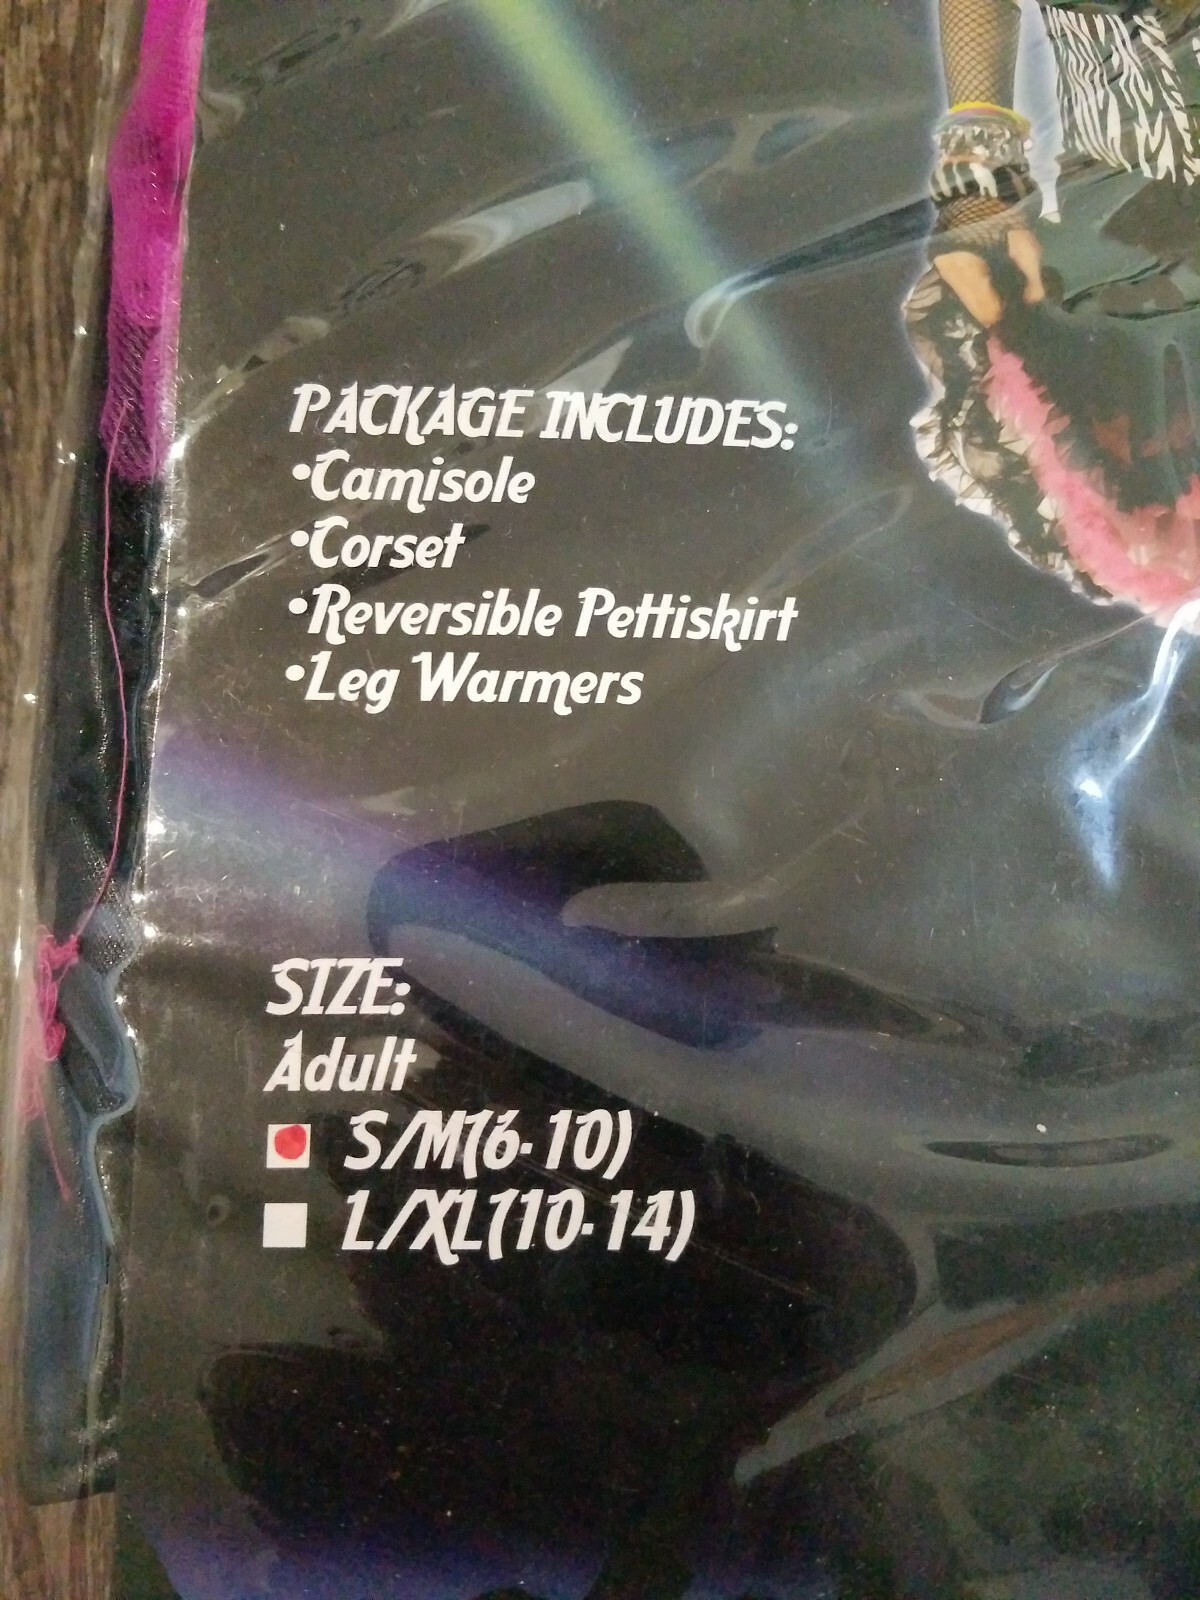 PACKAGE INCLUDES:
•Camisole
•Corset
•Reversible Pettiskirt
•Leg Warmers
SIZE:
Adult
S/M(6-10)
L/XL(10-14)